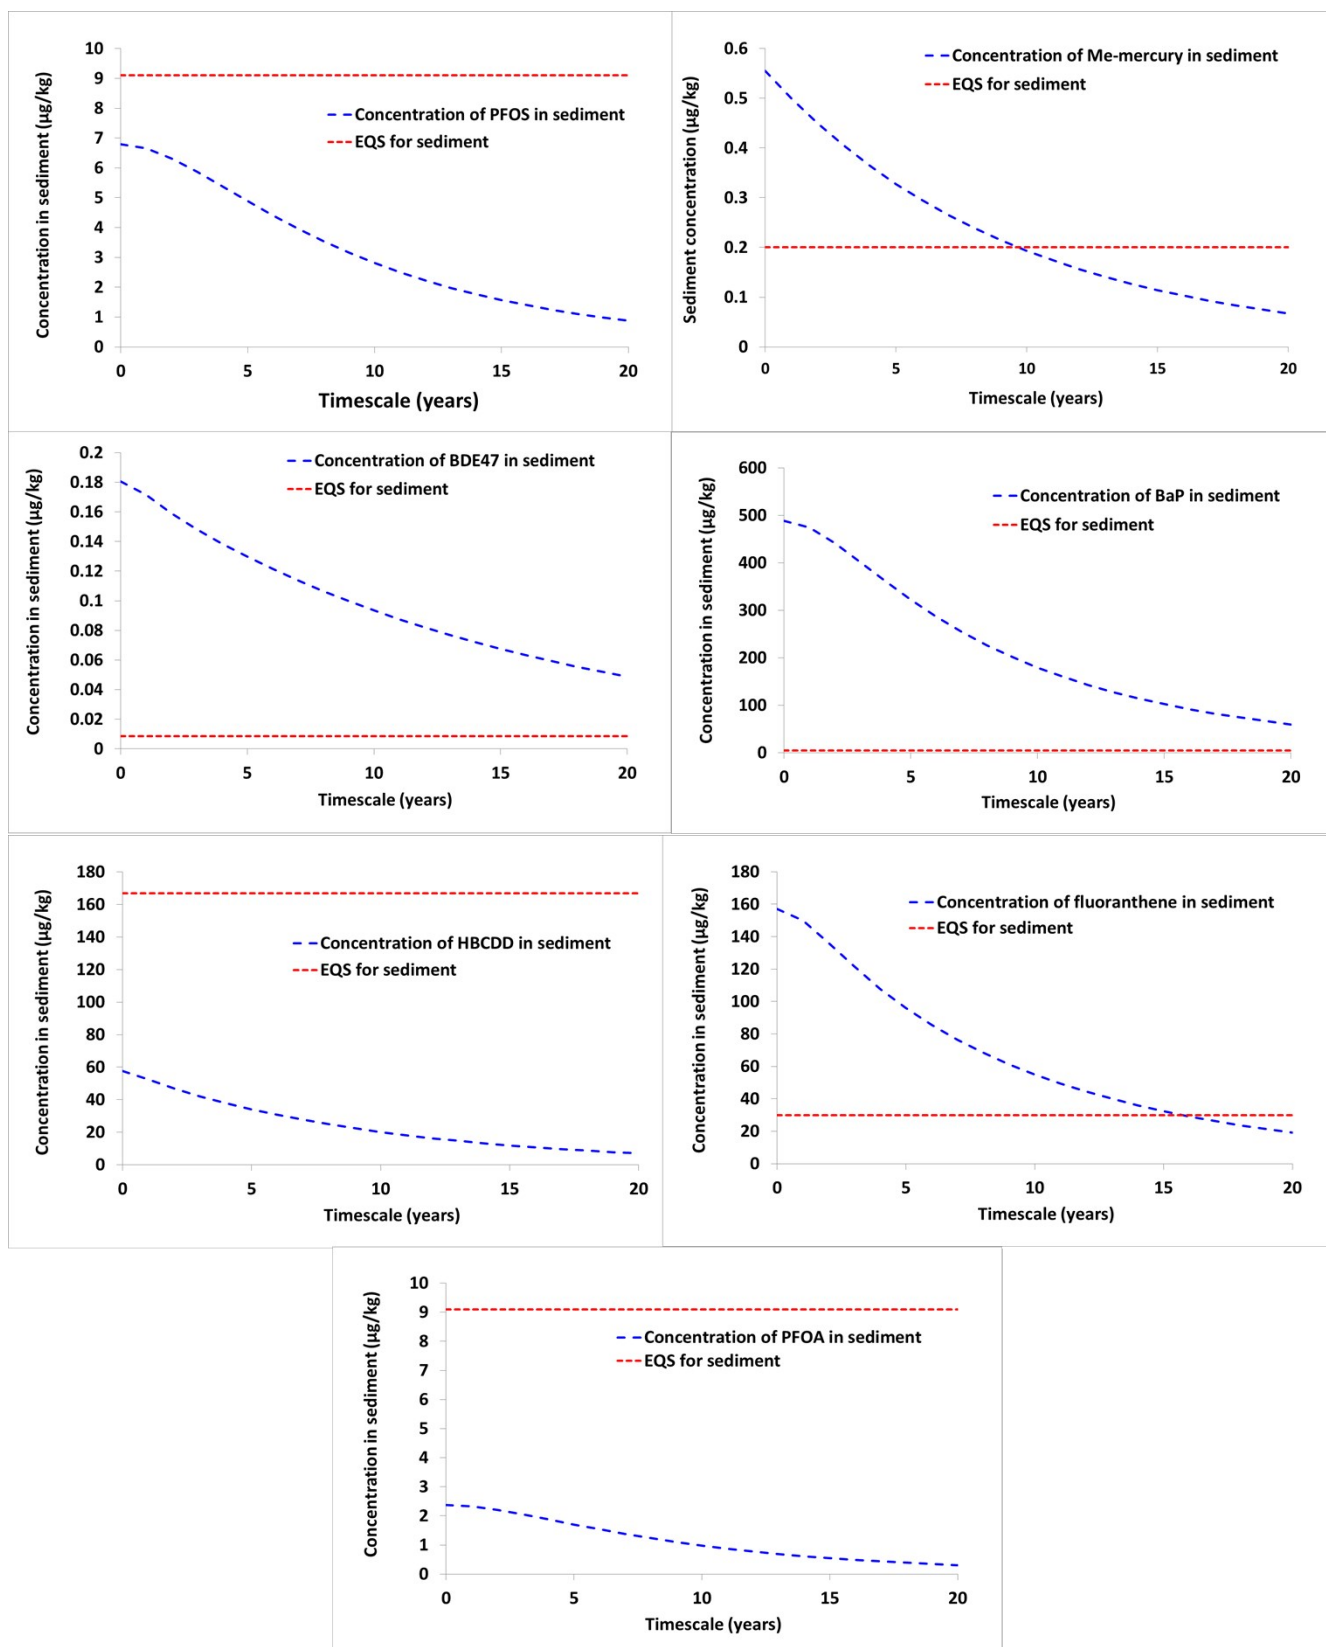 Concentration in sediment (µg/kg)
10
9
8
7
6
5
4
3
2
1
0
Concentration of PFOS in sediment
EQS for sediment
0 5 10 15 20
Timescale (years)
Sediment concentration (µg/kg)
0.6
0.5
0.4
0.3
0.2
0.1
0
Concentration of Me-mercury in sediment
EQS for sediment
0 5 10 15 20
Timescale (years)
Concentration in sediment (µg/kg)
0.2
0.18
0.16
0.14
0.12
0.1
0.08
0.06
0.04
0.02
0
Concentration of BDE47 in sediment
EQS for sediment
0 5 10 15 20
Timescale (years)
Concentration in sediment (µg/kg)
600
500
400
300
200
100
0
Concentration of BaP in sediment
EQS for sediment
0 5 10 15 20
Timescale (years)
Concentration in sediment (µg/kg)
180
160
140
120
100
80
60
40
20
0
Concentration of HBCDD in sediment
EQS for sediment
0 5 10 15 20
Timescale (years)
Concentration in sediment (µg/kg)
180
160
140
120
100
80
60
40
20
0
Concentration of fluoranthene in sediment
EQS for sediment
0 5 10 15 20
Timescale (years)
Concentration in sediment (µg/kg)
10
9
8
7
6
5
4
3
2
1
0
Concentration of PFOA in sediment
EQS for sediment
0 5 10 15 20
Timescale (years)